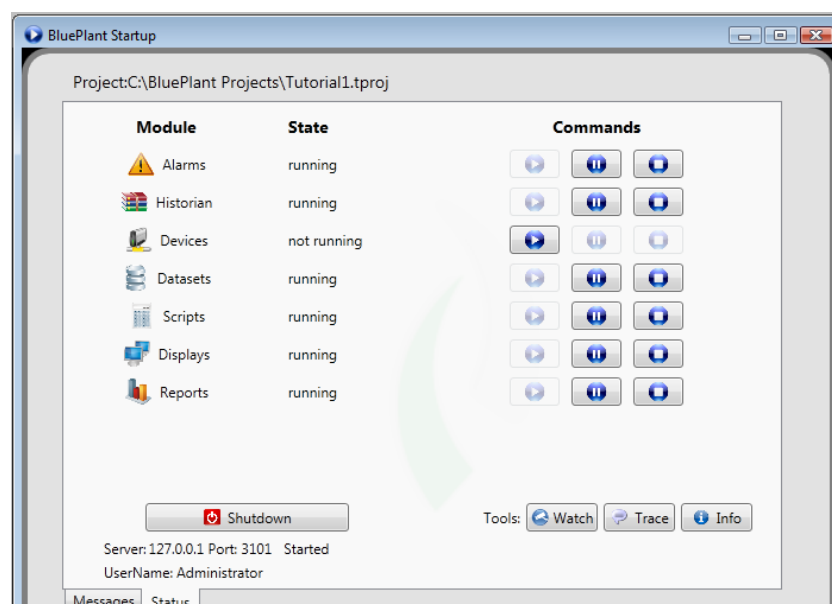 BluePlant Startup
Project:C:\BluePlant Projects\Tutorial1.tproj
Module State Commands
Alarms running
Historian running
Devices not running
Datasets running
Scripts running
Displays running
Reports running
Shutdown Tools: Watch Trace Info
Server: 127.0.0.1 Port: 3101 Started
UserName: Administrator
Messages Status